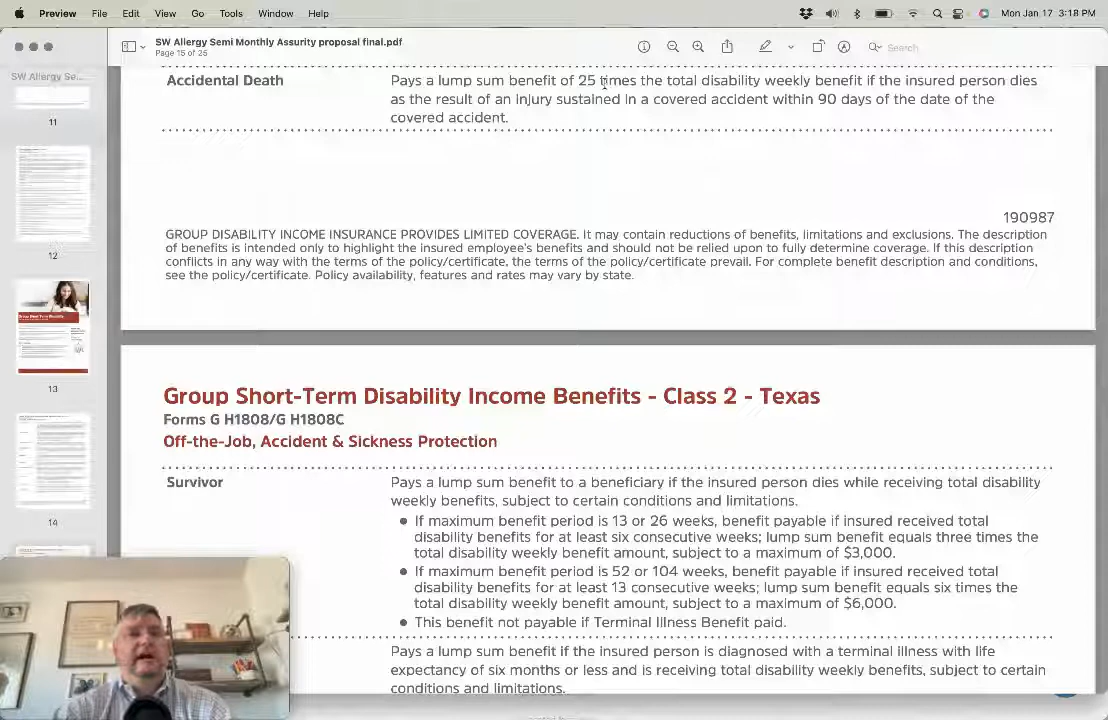 Preview File Edit View Go Tools Window Help Mon Jan 17 3:18 PM
SW Allergy Semi Monthly Assurity proposal final.pdf
Page 15 of 25
Search
SW Allergy Se...
11
12
13
14
Accidental Death
Pays a lump sum benefit of 25 times the total disability weekly benefit if the insured person dies
as the result of an injury sustained in a covered accident within 90 days of the date of the
covered accident.
190987
GROUP DISABILITY INCOME INSURANCE PROVIDES LIMITED COVERAGE. It may contain reductions of benefits, limitations and exclusions. The description
of benefits is intended only to highlight the insured employee's benefits and should not be relied upon to fully determine coverage. If this description
conflicts in any way with the terms of the policy/certificate, the terms of the policy/certificate prevail. For complete benefit description and conditions,
see the policy/certificate. Policy availability, features and rates may vary by state.
Group Short-Term Disability Income Benefits - Class 2 - Texas
Forms G H1808/G H1808C
Off-the-Job, Accident & Sickness Protection
Survivor
Pays a lump sum benefit to a beneficiary if the insured person dies while receiving total disability
weekly benefits, subject to certain conditions and limitations.
● If maximum benefit period is 13 or 26 weeks, benefit payable if insured received total
disability benefits for at least six consecutive weeks; lump sum benefit equals three times the
total disability weekly benefit amount, subject to a maximum of $3,000.
● If maximum benefit period is 52 or 104 weeks, benefit payable if insured received total
disability benefits for at least 13 consecutive weeks; lump sum benefit equals six times the
total disability weekly benefit amount, subject to a maximum of $6,000.
● This benefit not payable if Terminal Illness Benefit paid.
Pays a lump sum benefit if the insured person is diagnosed with a terminal illness with life
expectancy of six months or less and is receiving total disability weekly benefits, subject to certain
conditions and limitations.